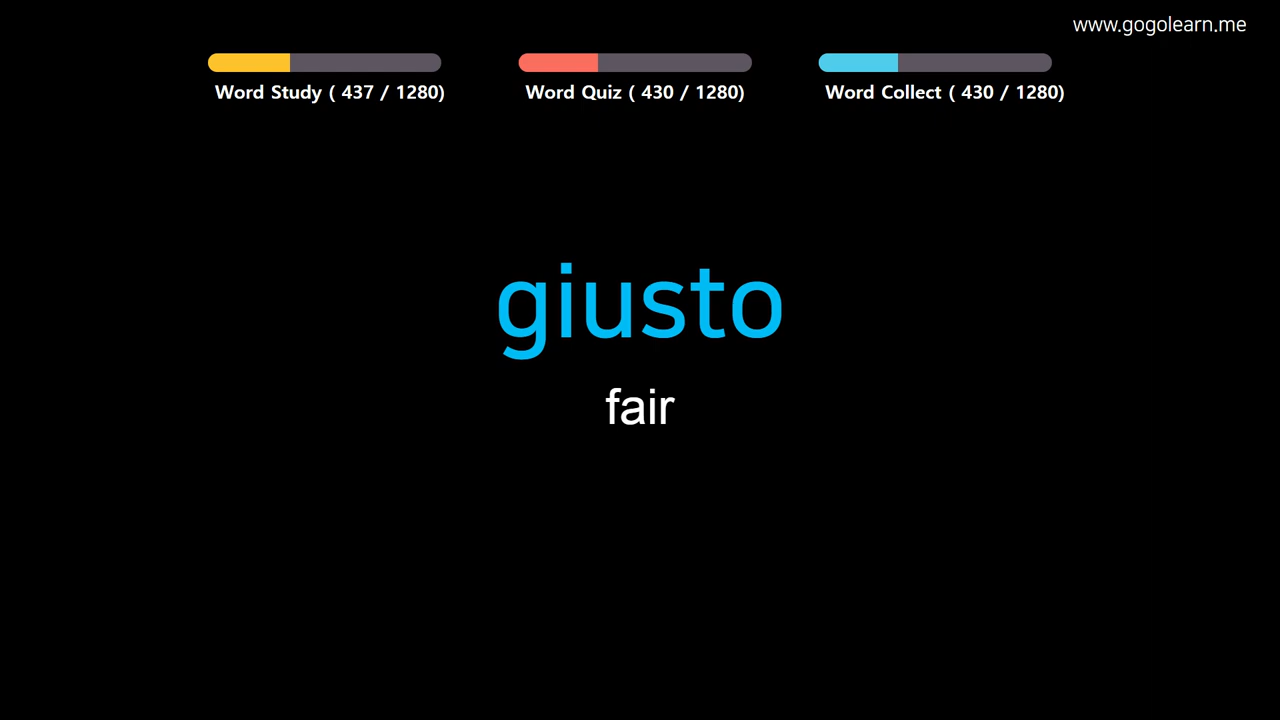 www.gogolearn.me
Word Study ( 437 / 1280)
Word Quiz ( 430 / 1280)
Word Collect ( 430 / 1280)
giusto
fair